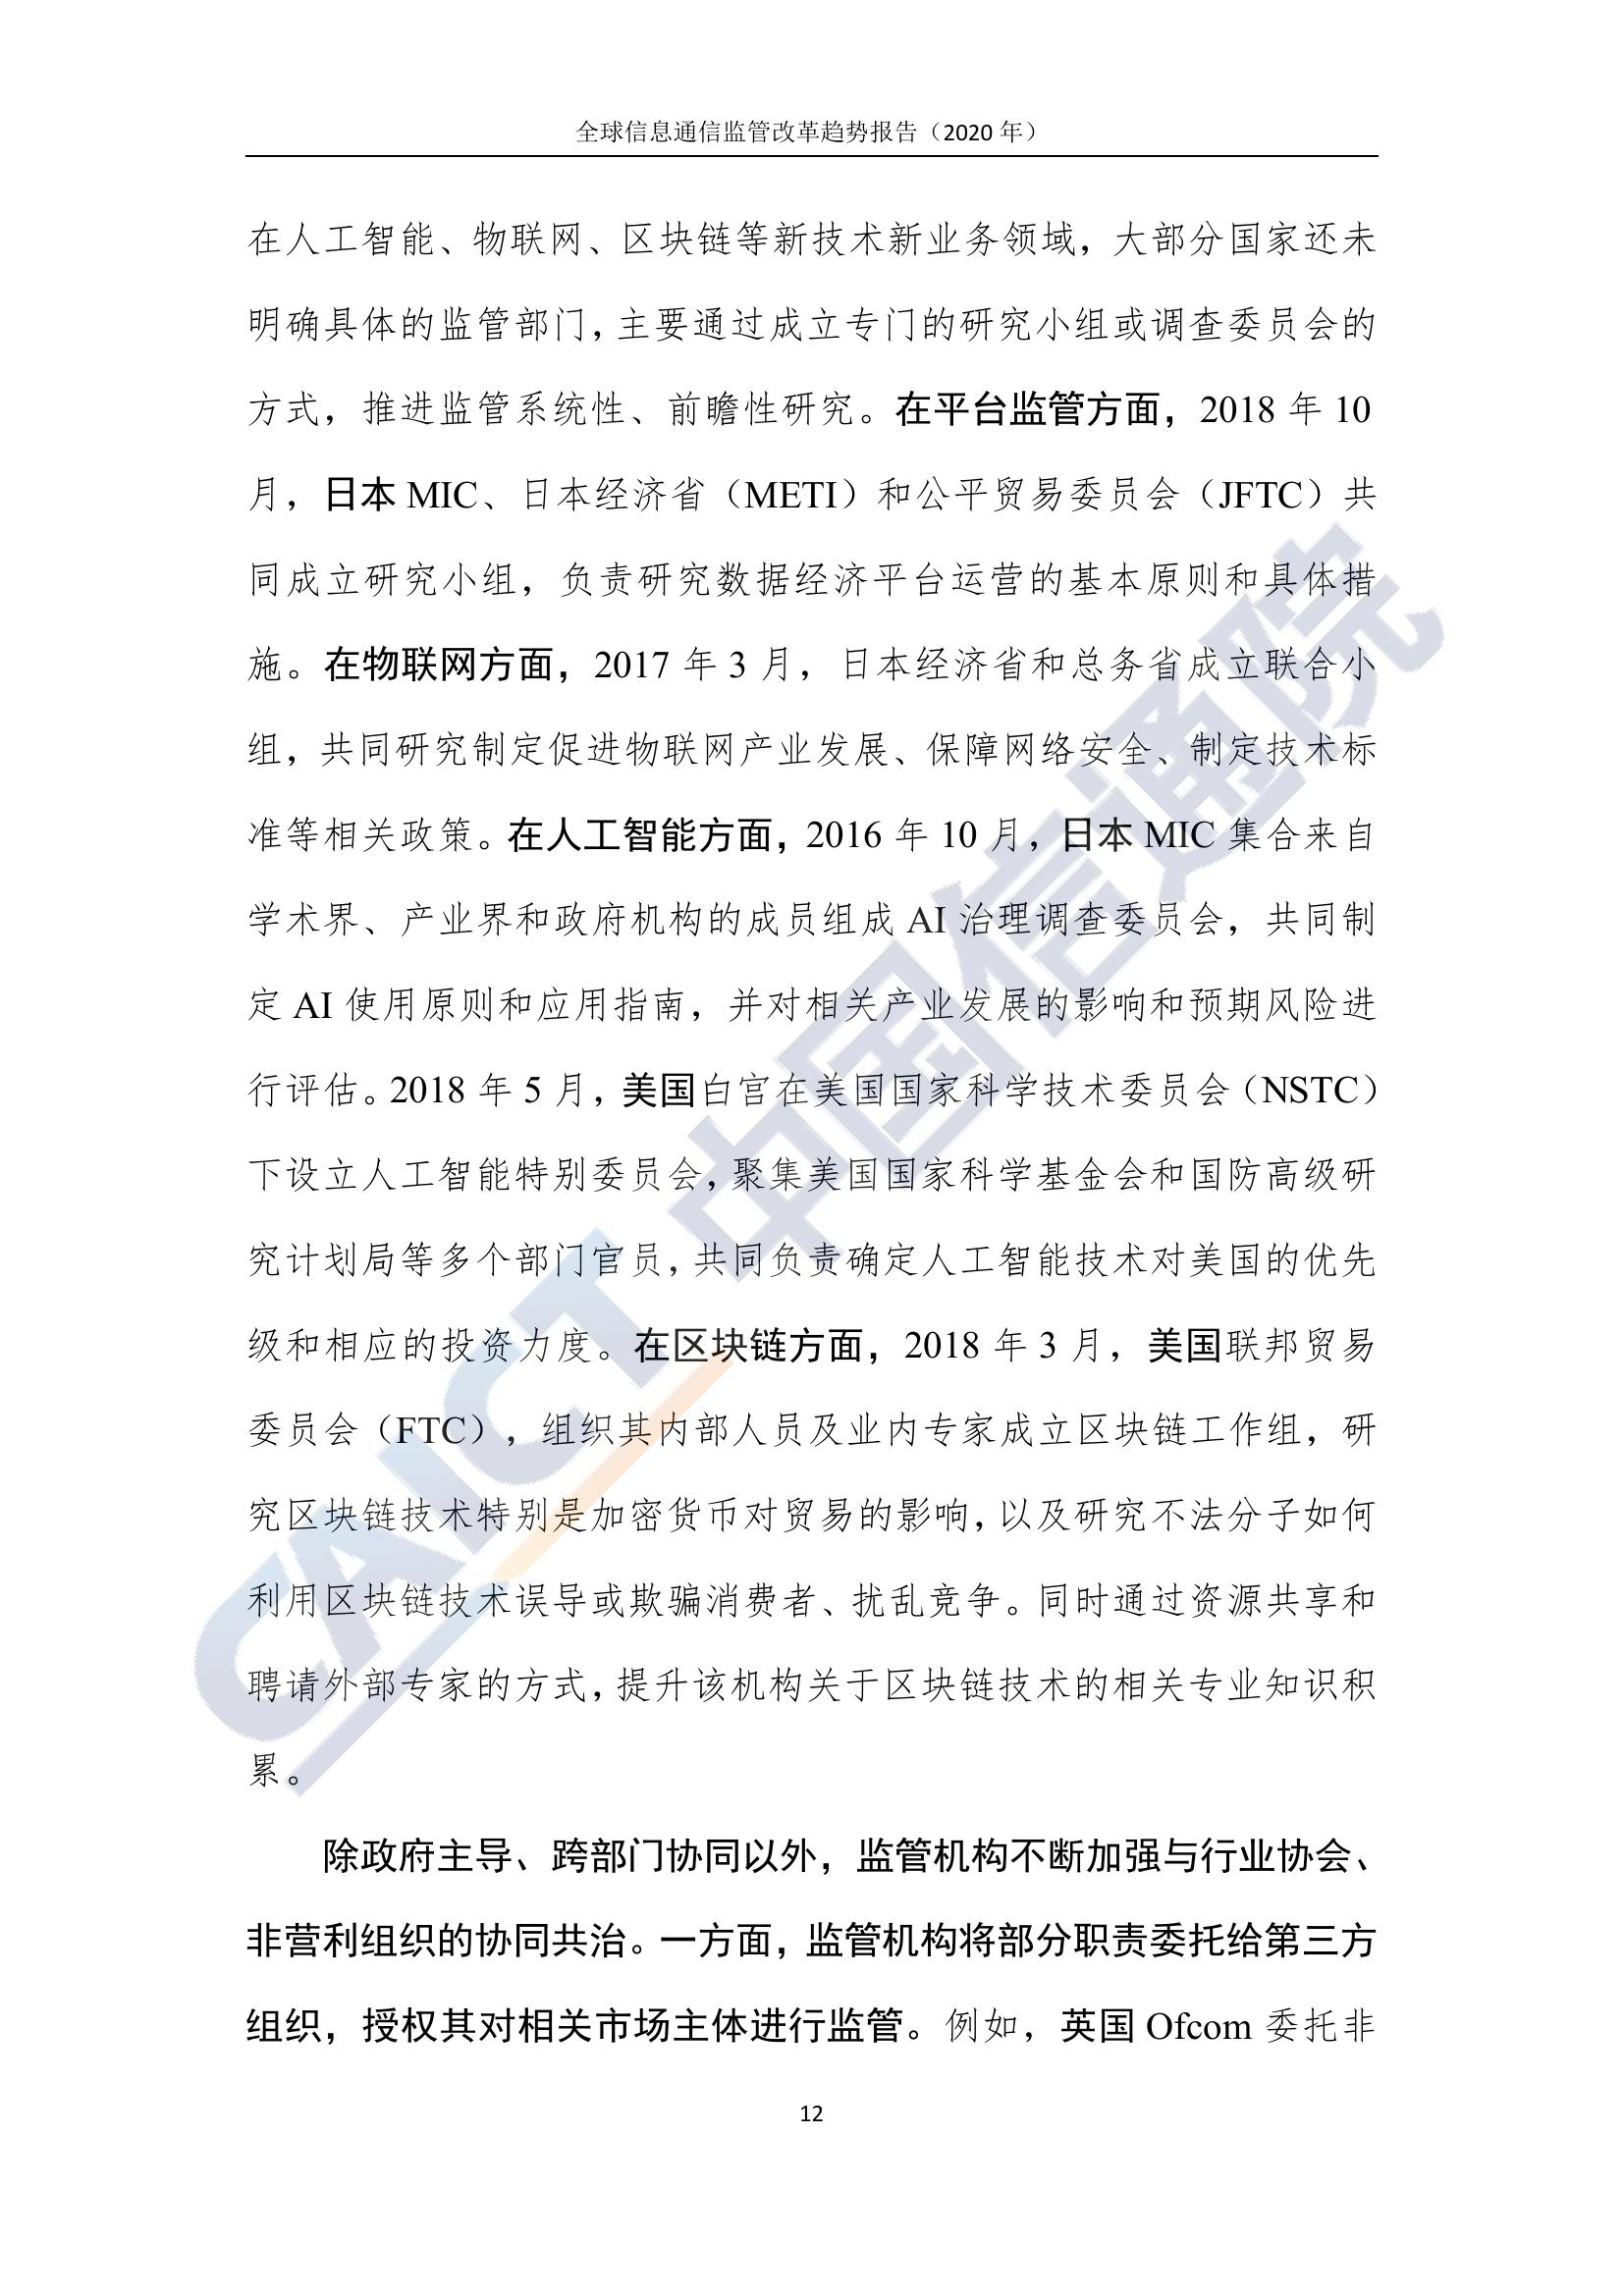 全球信息通信监管改革趋势报告（2020 年）
在人工智能、物联网、区块链等新技术新业务领域，大部分国家还未
明确具体的监管部门，主要通过成立专门的研究小组或调查委员会的
方式，推进监管系统性、前瞻性研究。在平台监管方面，2018 年 10
月，日本 MIC、日本经济省（METI）和公平贸易委员会（JFTC）共
同成立研究小组，负责研究数据经济平台运营的基本原则和具体措
施。在物联网方面，2017 年 3 月，日本经济省和总务省成立联合小
组，共同研究制定促进物联网产业发展、保障网络安全、制定技术标
准等相关政策。在人工智能方面，2016 年 10 月，日本 MIC 集合来自
学术界、产业界和政府机构的成员组成 AI 治理调查委员会，共同制
定 AI 使用原则和应用指南，并对相关产业发展的影响和预期风险进
行评估。2018 年 5 月，美国白宫在美国国家科学技术委员会（NSTC）
下设立人工智能特别委员会，聚集美国国家科学基金会和国防高级研
究计划局等多个部门官员，共同负责确定人工智能技术对美国的优先
级和相应的投资力度。在区块链方面，2018 年 3 月，美国联邦贸易
委员会（FTC），组织其内部人员及业内专家成立区块链工作组，研
究区块链技术特别是加密货币对贸易的影响，以及研究不法分子如何
利用区块链技术误导或欺骗消费者、扰乱竞争。同时通过资源共享和
聘请外部专家的方式，提升该机构关于区块链技术的相关专业知识积
累。
除政府主导、跨部门协同以外，监管机构不断加强与行业协会、
非营利组织的协同共治。一方面，监管机构将部分职责委托给第三方
组织，授权其对相关市场主体进行监管。例如，英国 Ofcom 委托非
12
CAICT 中国信通院